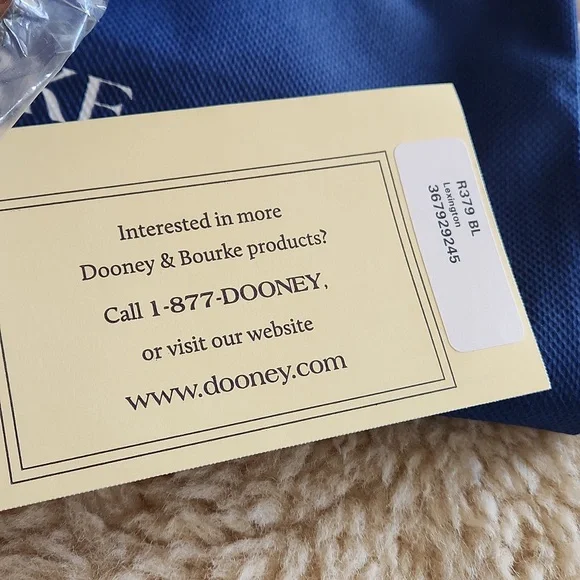 KE
Interested in more
Dooney & Bourke products?
Call 1-877-DOONEY,
or visit our website
www.dooney.com
R379 BL
Lexington
367929245